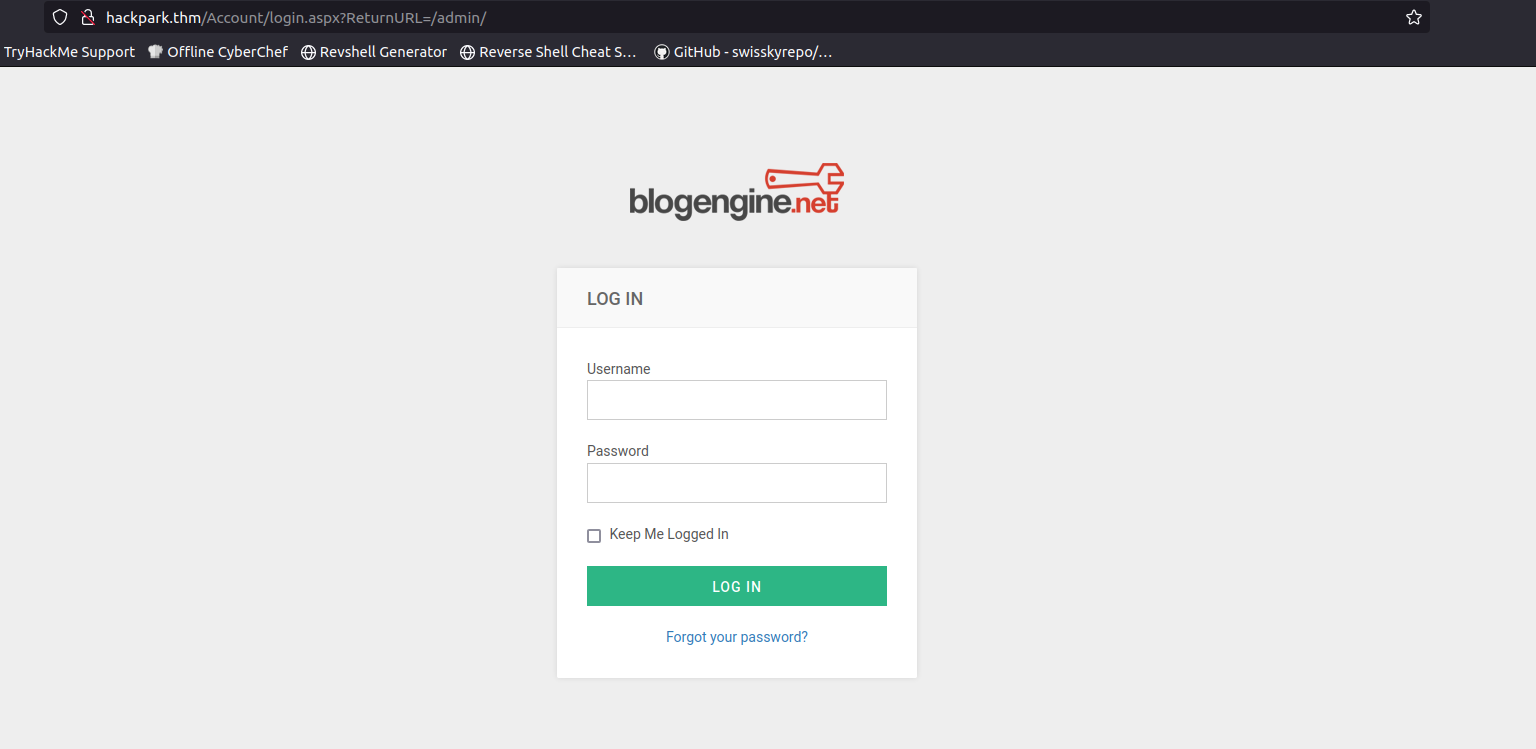 hackpark.thm/Account/login.aspx?ReturnURL=/admin/
TryHackMe Support Offline CyberChef Revshell Generator Reverse Shell Cheat S… GitHub - swisskyrepo/…
blogengine.net
LOG IN
Username
Password
Keep Me Logged In
LOG IN
Forgot your password?